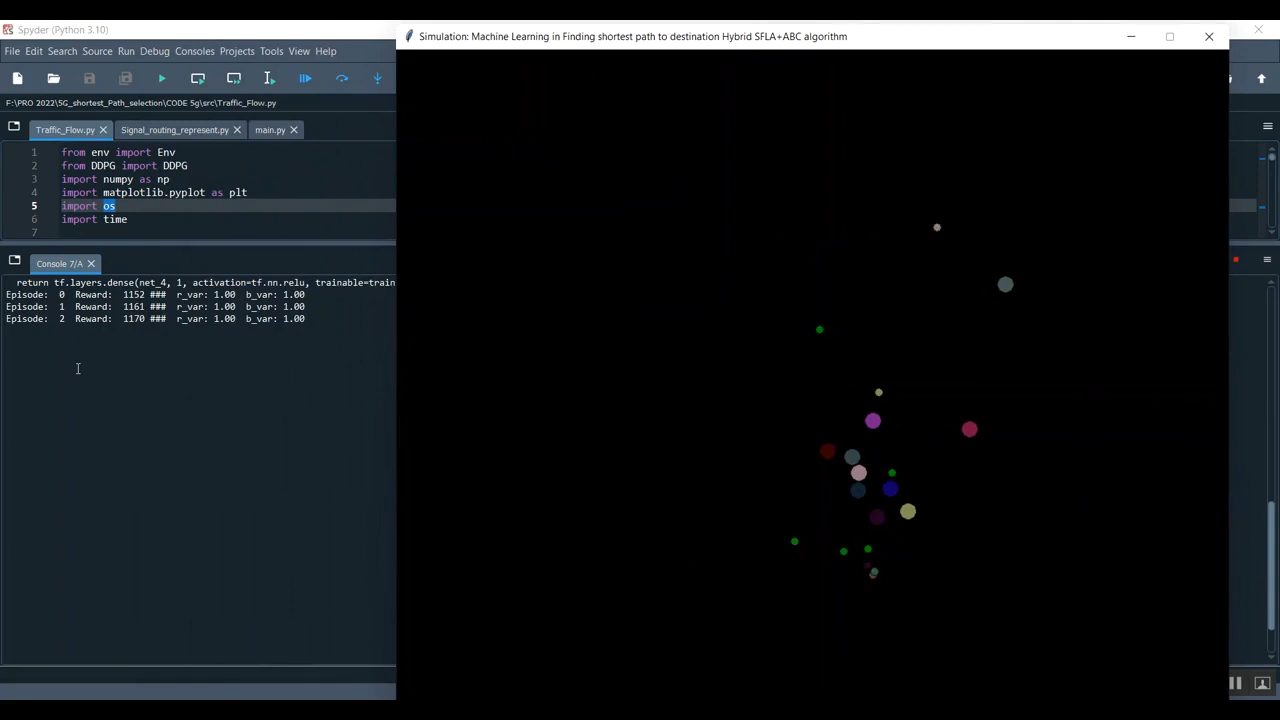 Spyder (Python 3.10)
Simulation: Machine Learning in Finding shortest path to destination Hybrid SFLA+ABC algorithm
File Edit Search Source Run Debug Consoles Projects Tools View Help
F:\PRO 2022\5G_shortest_Path_selection\CODE 5g\src\Traffic_Flow.py
Traffic_Flow.py Signal_routing_represent.py main.py
1 from env import Env
2 from DDPG import DDPG
3 import numpy as np
4 import matplotlib.pyplot as plt
5 import os
6 import time
7
Console 7/A
return tf.layers.dense(net_4, 1, activation=tf.nn.relu, trainable=train
Episode: 0 Reward: 1152 ### r_var: 1.00 b_var: 1.00
Episode: 1 Reward: 1161 ### r_var: 1.00 b_var: 1.00
Episode: 2 Reward: 1170 ### r_var: 1.00 b_var: 1.00